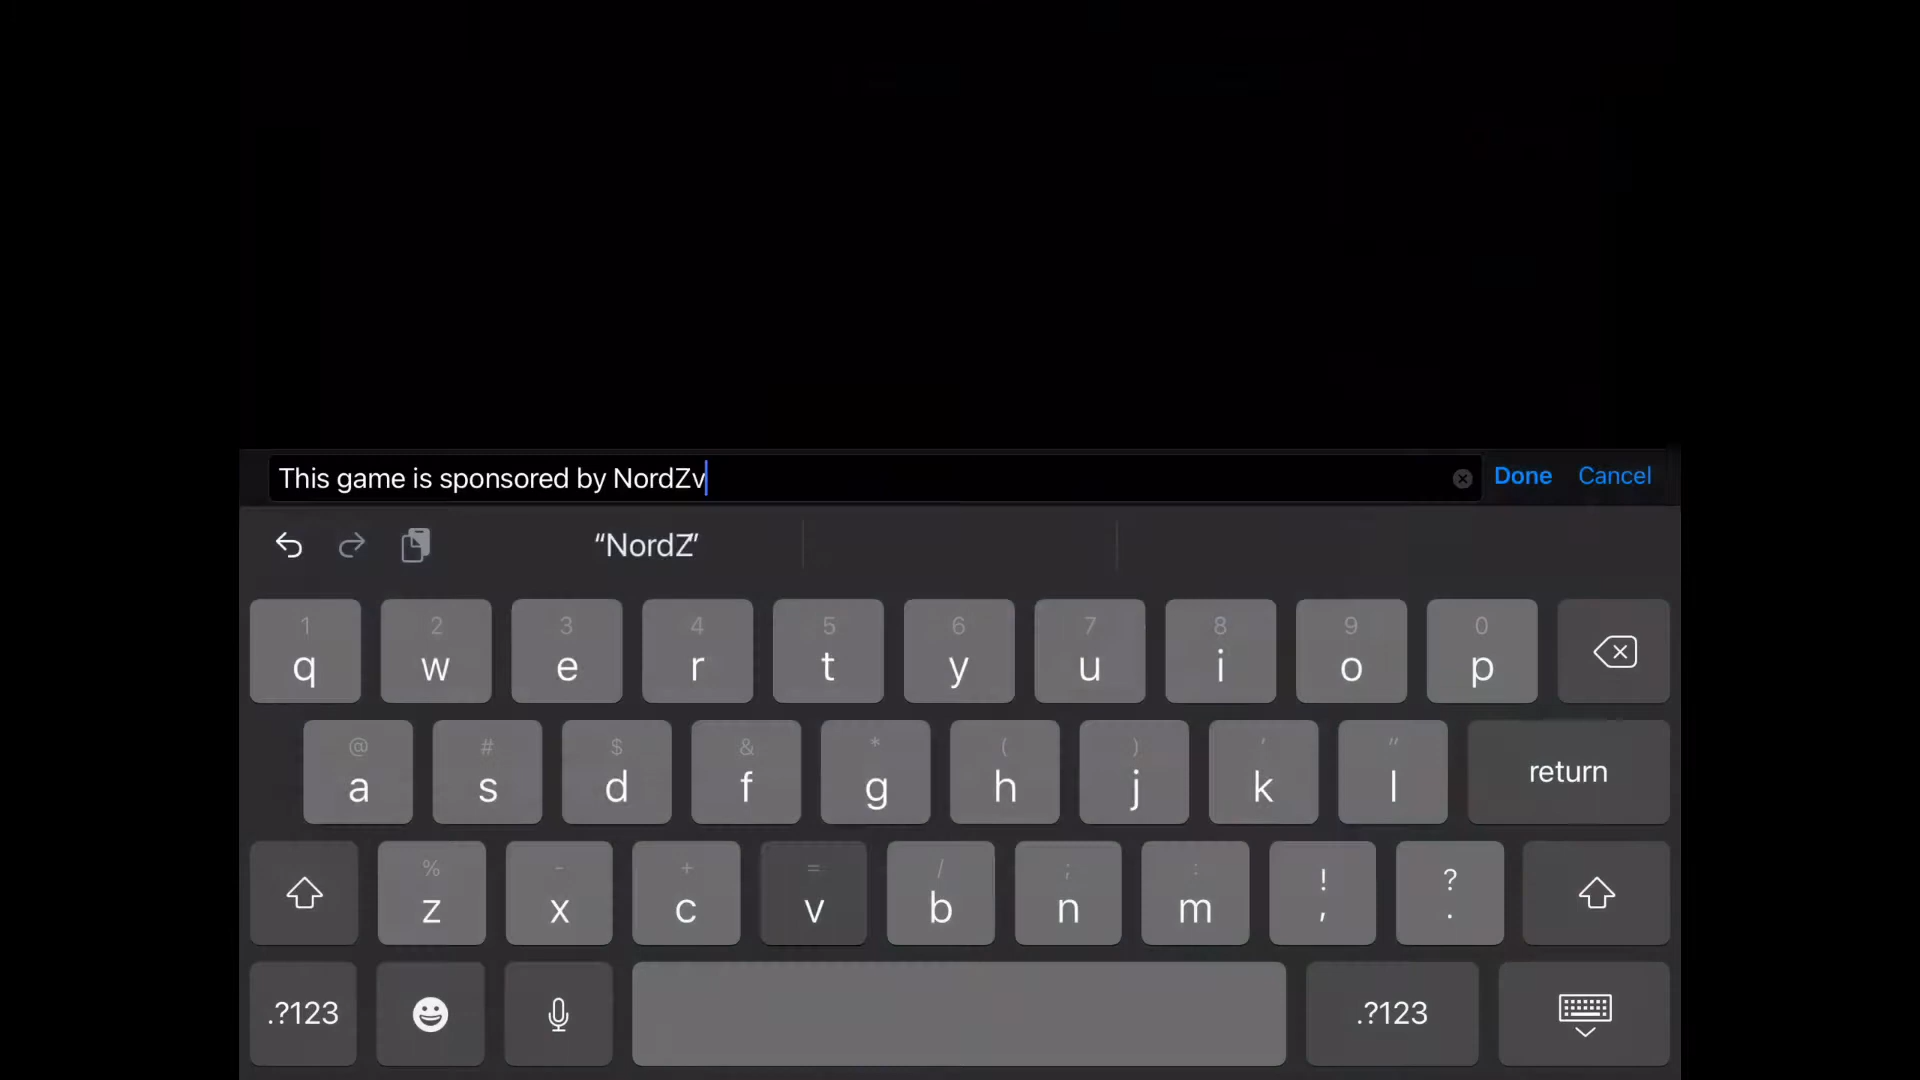 This game is sponsored by NordZv
Done Cancel
“NordZ”
1 2 3 4 5 6 7 8 9 0
q w e r t y u i o p
@ # $ & * ( ) ' "
a s d f g h j k l return
% - + = / ; : ! ?
z x c v b n m , .
.?123 .?123